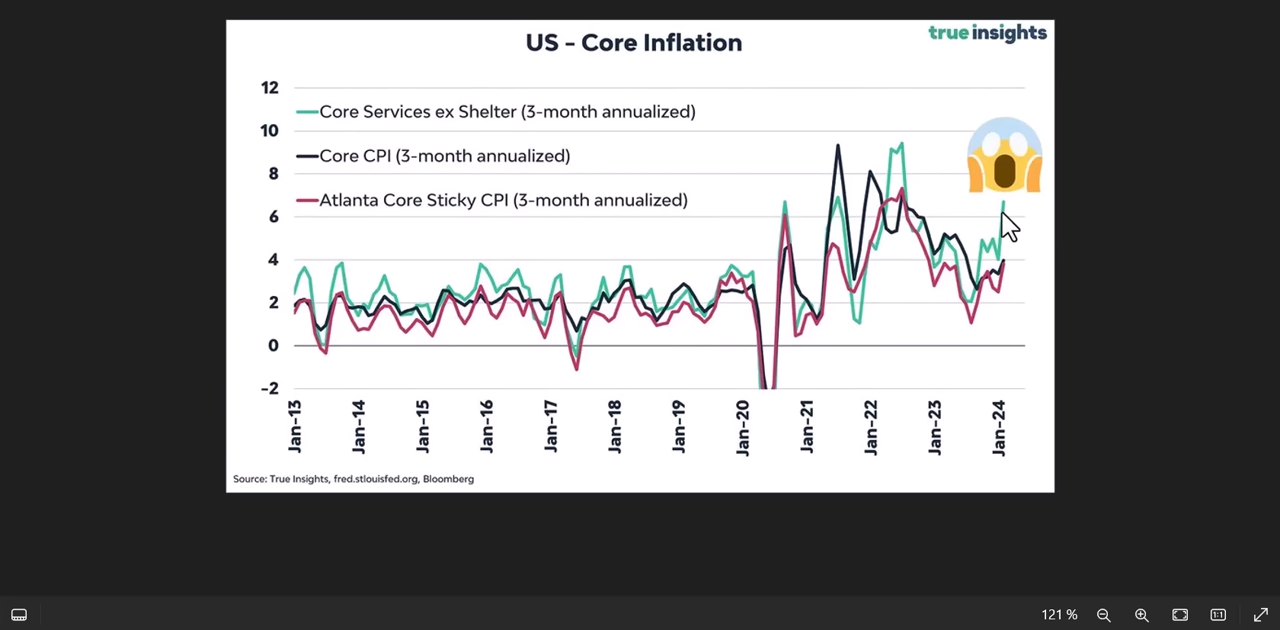 US - Core Inflation
true insights
12
Core Services ex Shelter (3-month annualized)
10
Core CPI (3-month annualized)
8
Atlanta Core Sticky CPI (3-month annualized)
6
4
2
0
-2
Jan-13
Jan-14
Jan-15
Jan-16
Jan-17
Jan-18
Jan-19
Jan-20
Jan-21
Jan-22
Jan-23
Jan-24
Source: True Insights, fred.stlouisfed.org, Bloomberg
121 %
1:1